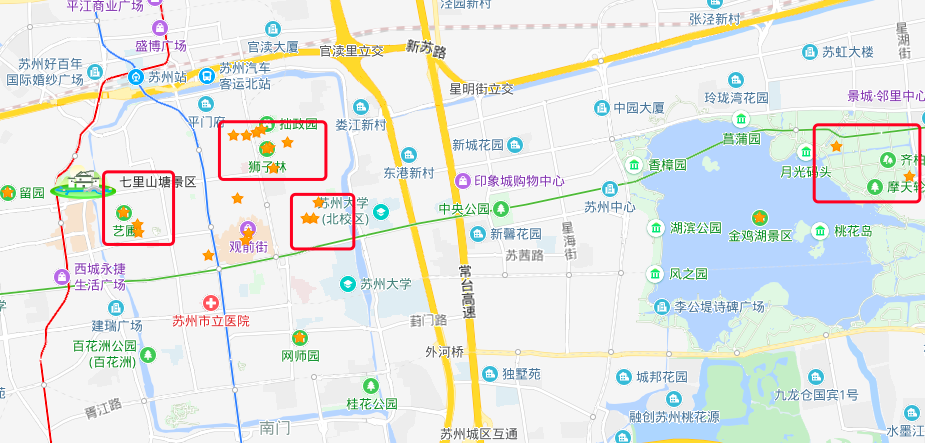 平江商业广场
泾园新村
张泾新村
盛博广场
官渎大厦
官渎里立交
新苏路
星湖街
苏虹大楼
苏州好百年
国际婚纱广场
苏州站
苏州汽车
客运北站
星明街立交
玲珑湾花园
景城·邻里中心
平门府
拙政园
娄江新村
中园大厦
菖蒲园
狮子林
新城花园
东港新村
香樟园
月光码头
七里山塘景区
留园
印象城购物中心
摩天轮
苏州大学
(北校区)
中央公园
苏州中心
艺圃
观前街
新馨花园
星海街
湖滨公园
金鸡湖景区
桃花岛
苏茜路
西城永捷
生活广场
苏州大学
常台高速
风之园
建瑞广场
苏州市立医院
葑门路
李公堤诗碑广场
百花洲公园
(百花洲)
网师园
外河桥
独墅苑
城邦花园
九龙仓国宾1号
胥江路
桂花公园
融创苏州桃花源
南门
苏州城区互通
水墨江